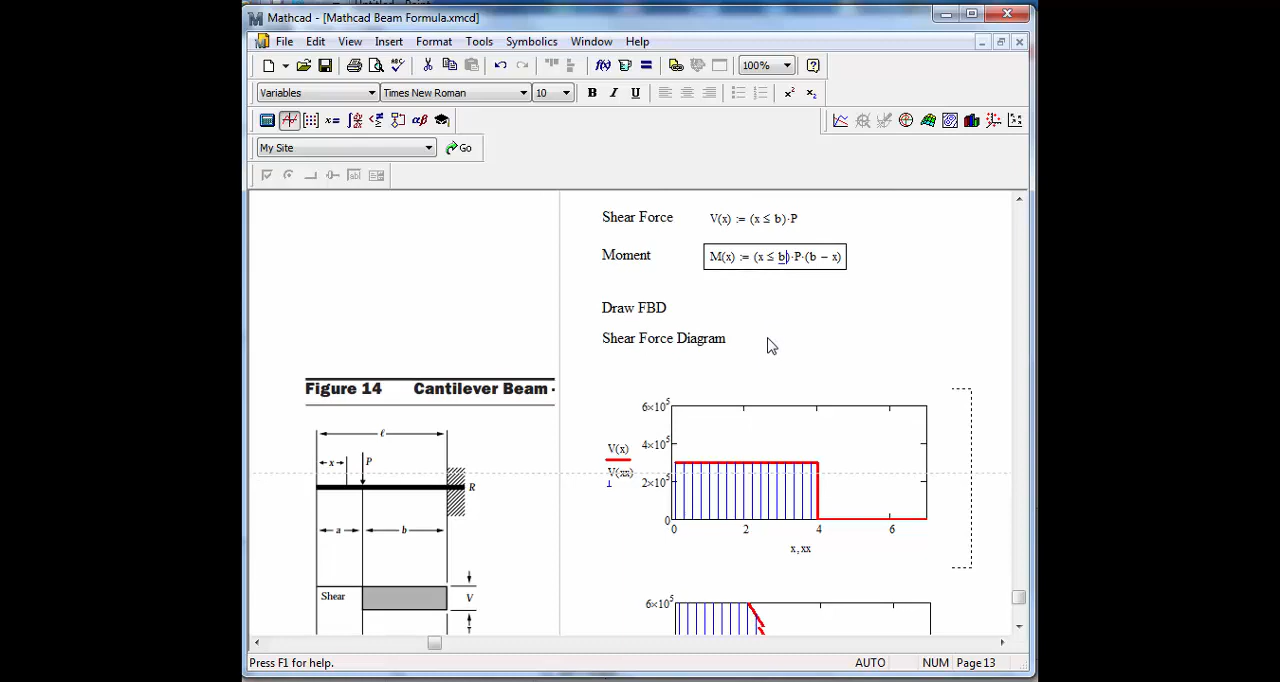 Mathcad - [Mathcad Beam Formula.xmcd]
File Edit View Insert Format Tools Symbolics Window Help
100%
Variables Times New Roman 10 B I U
My Site Go
Shear Force V(x) := (x ≤ b)·P
Moment M(x) := (x ≤ b)·P·(b − x)
Draw FBD
Shear Force Diagram
Figure 14 Cantilever Beam -
ℓ
x P
R
a b
Shear V
6×10⁵
4×10⁵
V(x)
V(xx)
2×10⁵
0
0 2 4 6
x,xx
6×10⁵
Press F1 for help. AUTO NUM Page 13